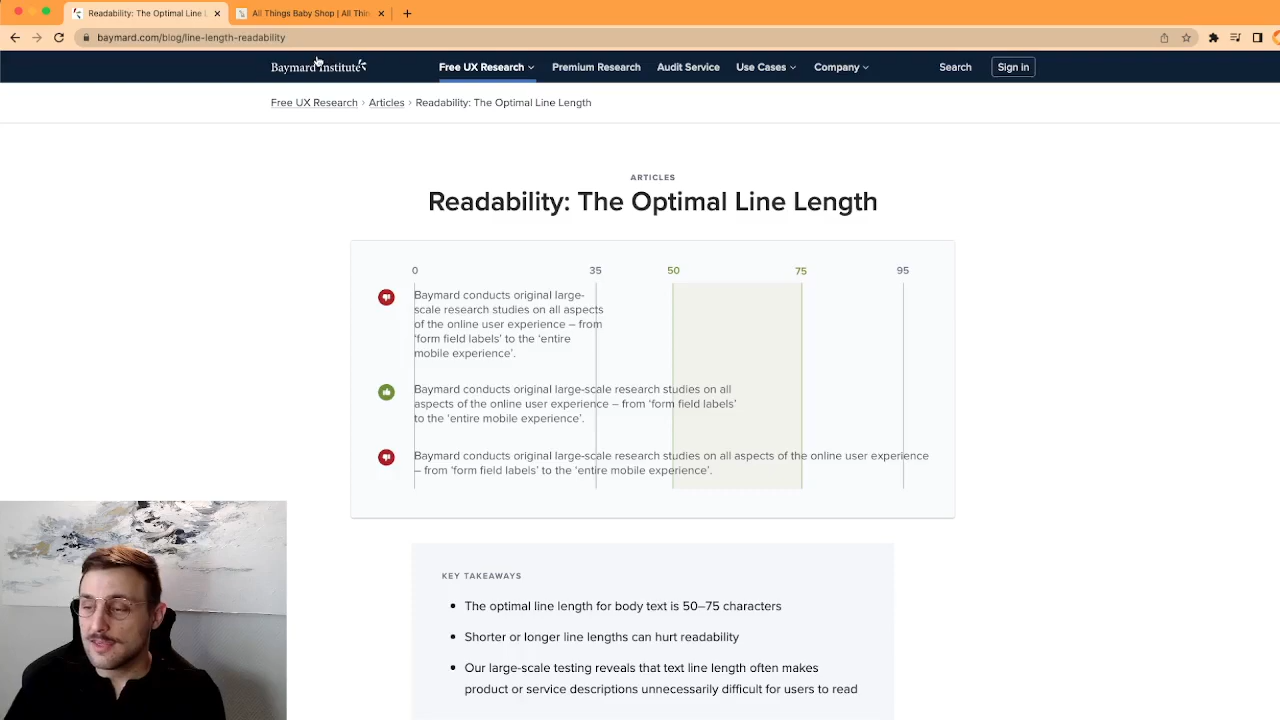 Readability: The Optimal Line L
All Things Baby Shop | All Thin
baymard.com/blog/line-length-readability
Baymard Institute
Free UX Research
Premium Research
Audit Service
Use Cases
Company
Search
Sign in
Free UX Research › Articles › Readability: The Optimal Line Length
ARTICLES
Readability: The Optimal Line Length
0 35 50 75 95
Baymard conducts original large-
scale research studies on all aspects
of the online user experience – from
‘form field labels’ to the ‘entire
mobile experience’.
Baymard conducts original large-scale research studies on all
aspects of the online user experience – from ‘form field labels’
to the ‘entire mobile experience’.
Baymard conducts original large-scale research studies on all aspects of the online user experience
– from ‘form field labels’ to the ‘entire mobile experience’.
KEY TAKEAWAYS
• The optimal line length for body text is 50–75 characters
• Shorter or longer line lengths can hurt readability
• Our large-scale testing reveals that text line length often makes
product or service descriptions unnecessarily difficult for users to read